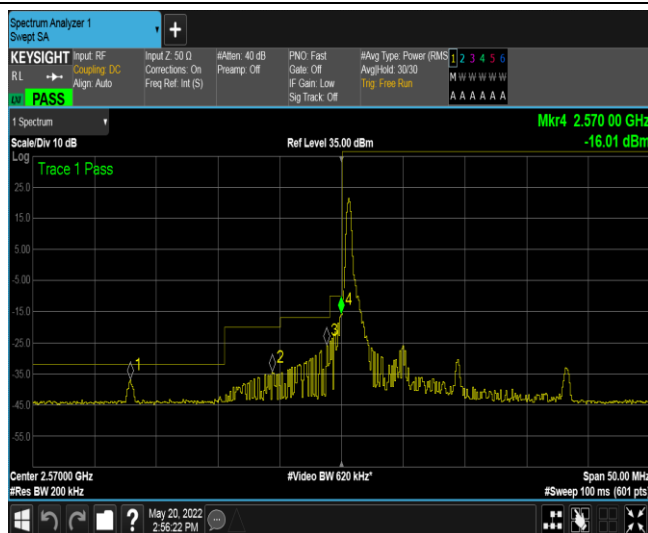 Spectrum Analyzer 1
Swept SA
KEYSIGHT
RL
PASS
Input: RF
Coupling: DC
Align: Auto
Input Z: 50 Ω
Corrections: On
Freq Ref: Int (S)
#Atten: 40 dB
Preamp: Off
PNO: Fast
Gate: Off
IF Gain: Low
Sig Track: Off
#Avg Type: Power (RMS
Avg|Hold: 30/30
Trig: Free Run
1 2 3 4 5 6
M W W W W W
A A A A A A
1 Spectrum
Mkr4 2.570 00 GHz
-16.01 dBm
Scale/Div 10 dB
Ref Level 35.00 dBm
Log
Trace 1 Pass
25.0
15.0
5.00
-5.00
-15.0
-25.0
-35.0
-45.0
-55.0
1
2
3
4
Center 2.57000 GHz
#Video BW 620 kHz*
Span 50.00 MHz
#Res BW 200 kHz
#Sweep 100 ms (601 pts)
?
May 20, 2022
2:56:22 PM